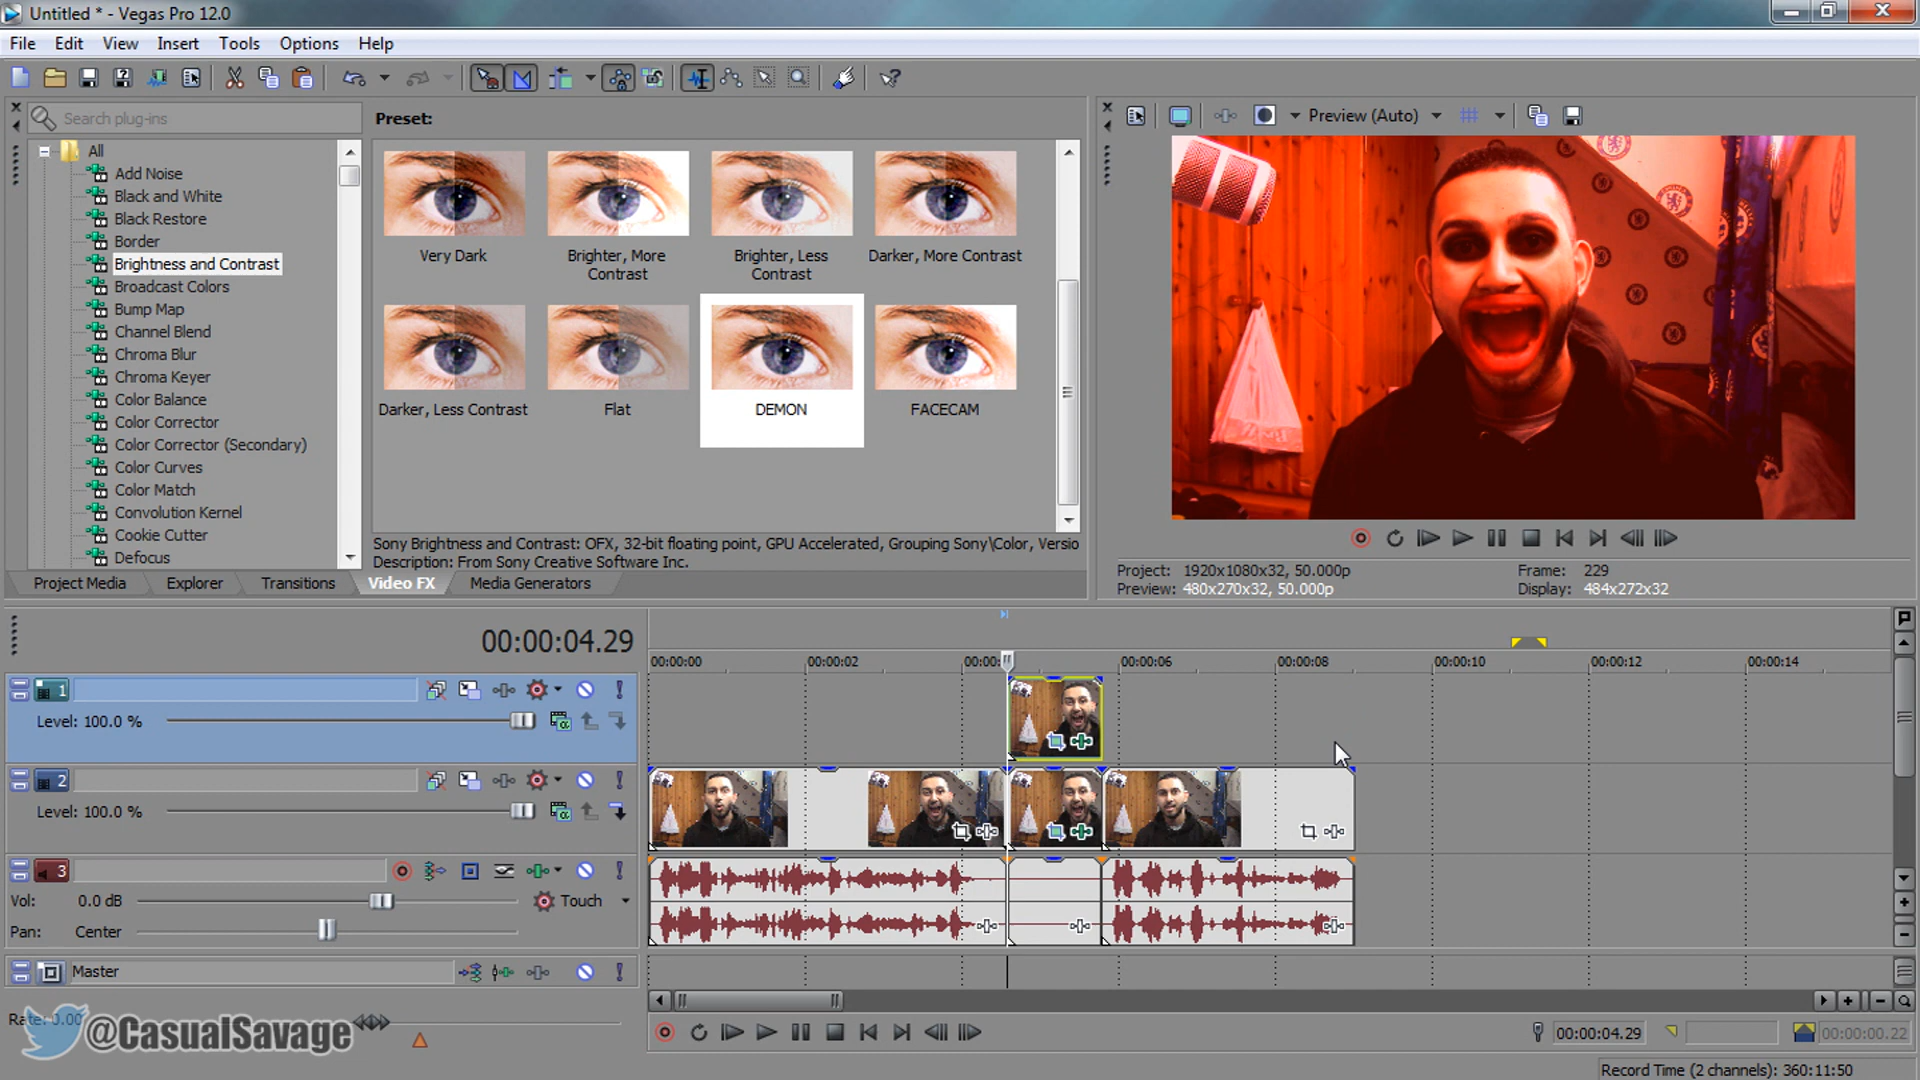 Untitled * - Vegas Pro 12.0
File Edit View Insert Tools Options Help
Search plug-ins
Preset:
Preview (Auto)
All
Add Noise
Black and White
Black Restore
Border
Brightness and Contrast
Broadcast Colors
Bump Map
Channel Blend
Chroma Blur
Chroma Keyer
Color Balance
Color Corrector
Color Corrector (Secondary)
Color Curves
Color Match
Convolution Kernel
Cookie Cutter
Defocus
Very Dark
Brighter, More
Contrast
Brighter, Less
Contrast
Darker, More Contrast
Darker, Less Contrast
Flat
DEMON
FACECAM
Sony Brightness and Contrast: OFX, 32-bit floating point, GPU Accelerated, Grouping Sony\Color, Versio
Description: From Sony Creative Software Inc.
Project Media Explorer Transitions Video FX Media Generators
Project: 1920x1080x32, 50.000p
Frame: 229
Preview: 480x270x32, 50.000p
Display: 484x272x32
00:00:04.29
00:00:00 00:00:02 00:00: 00:00:06 00:00:08 00:00:10 00:00:12 00:00:14
1
Level: 100.0 %
2
Level: 100.0 %
3
Vol: 0.0 dB Touch
Pan: Center
Master
Rate: 0.00
@CasualSavage
00:00:04.29
00:00:00.22
Record Time (2 channels): 360:11:50